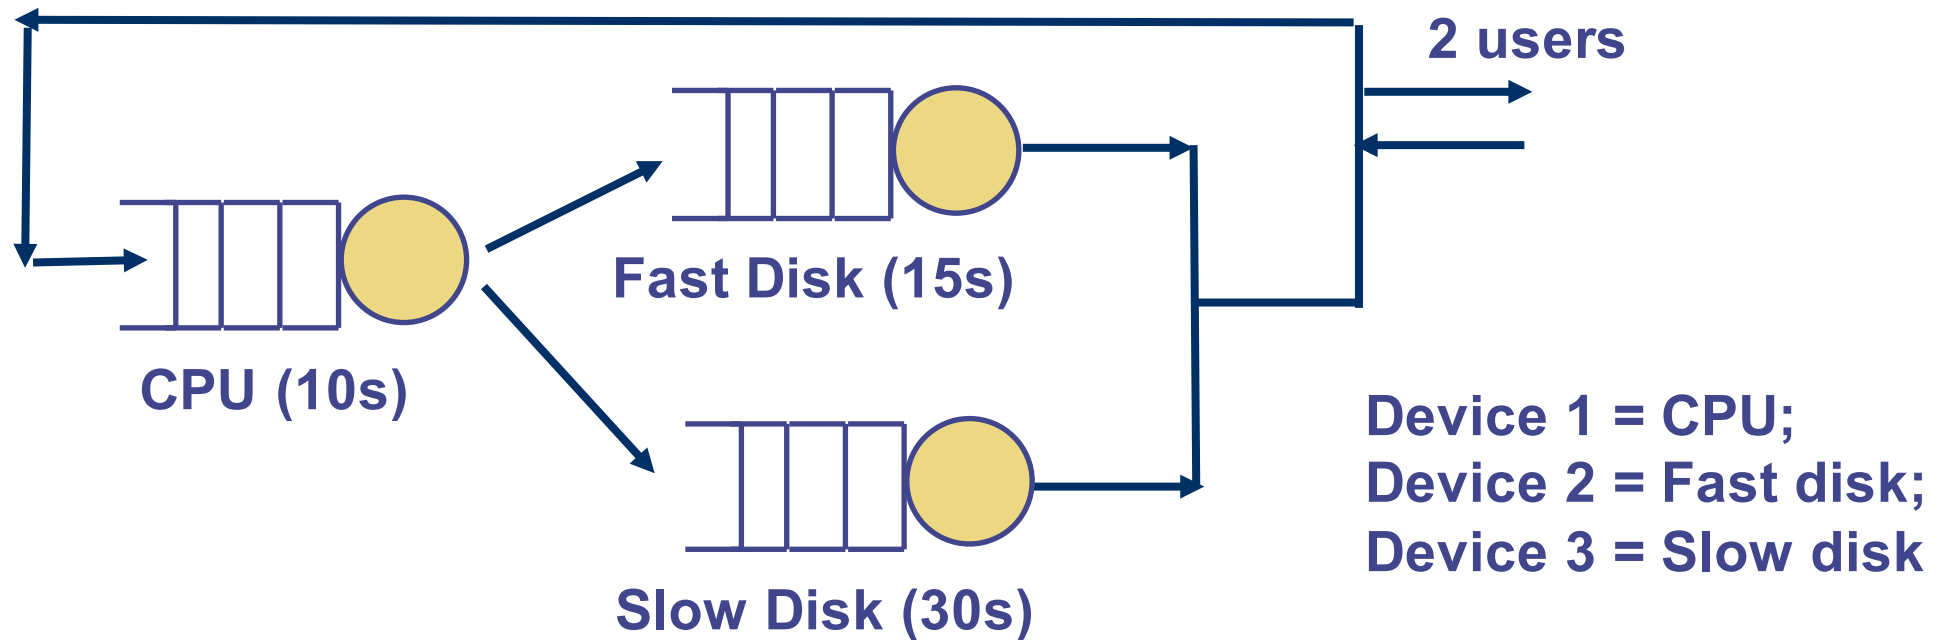 2 users
Fast Disk (15s)
CPU (10s)
Device 1 = CPU;
Device 2 = Fast disk;
Device 3 = Slow disk
Slow Disk (30s)